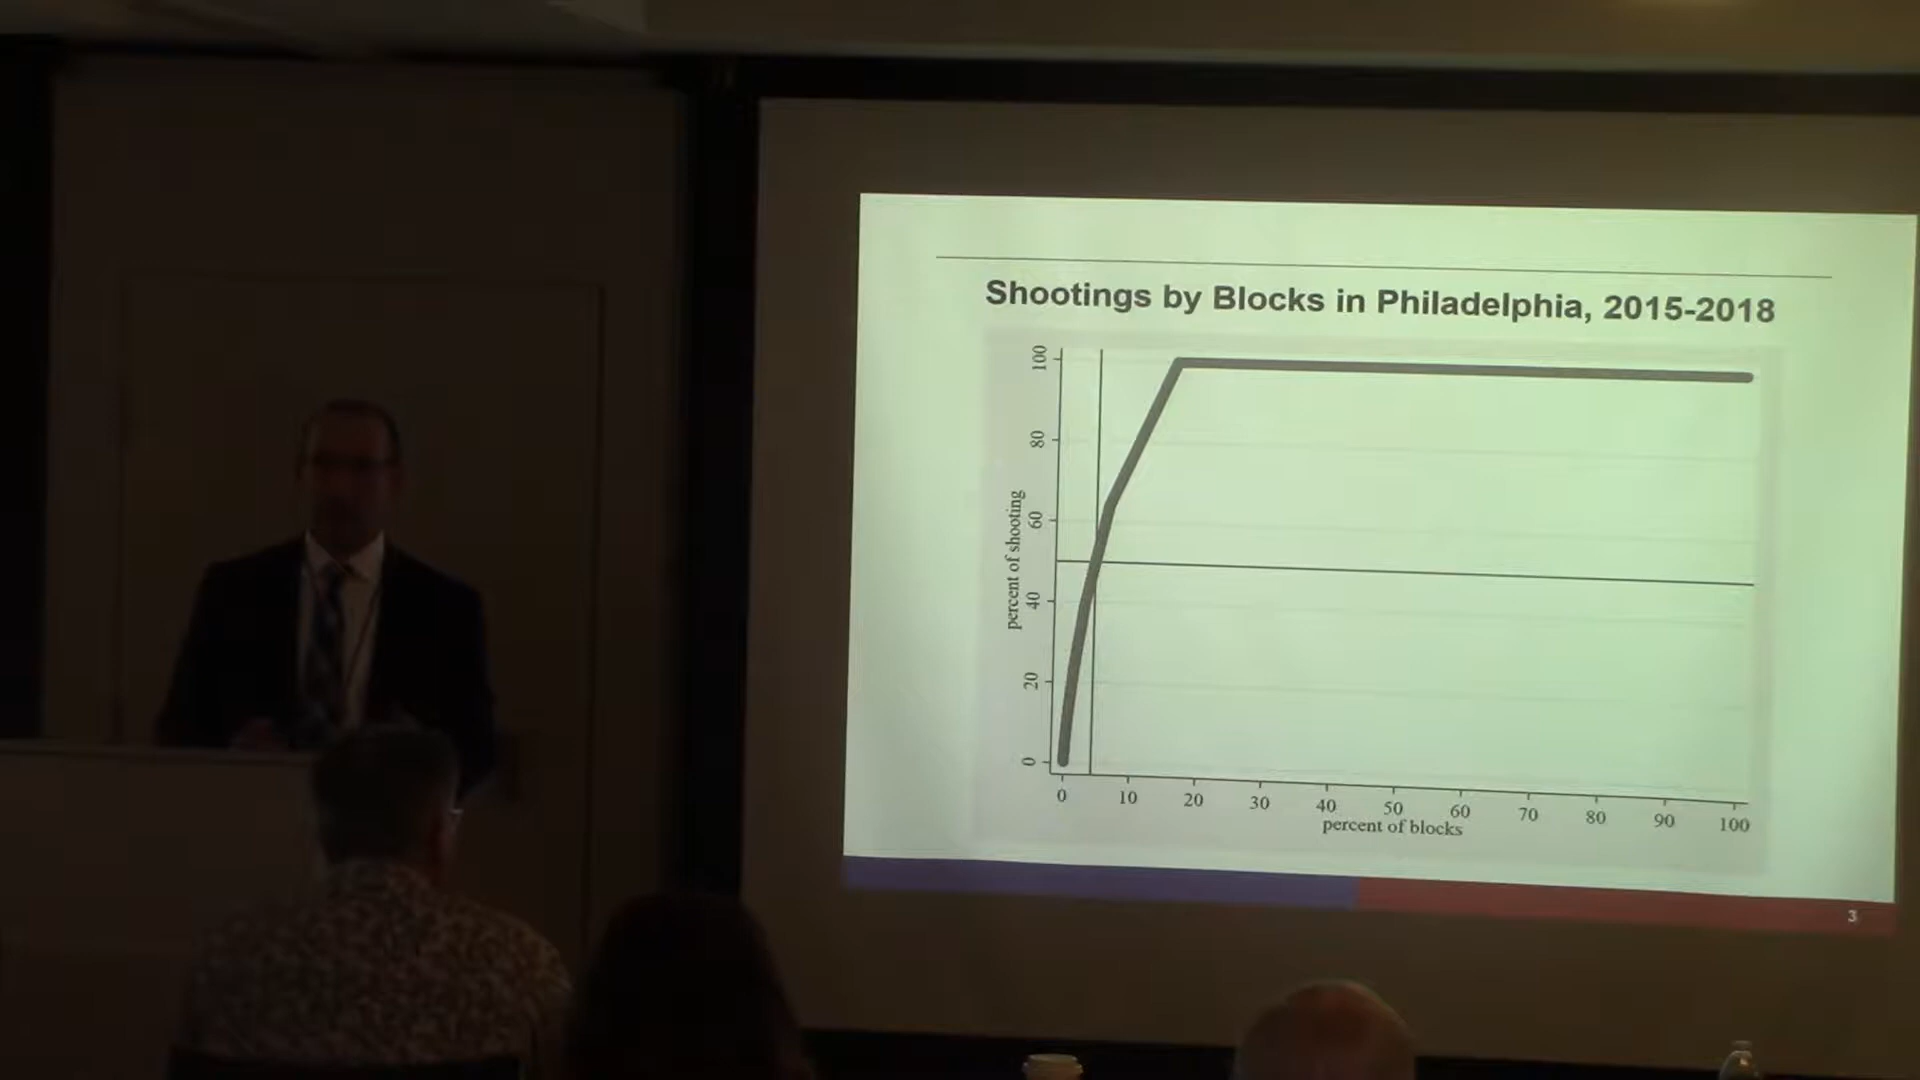 Shootings by Blocks in Philadelphia, 2015-2018
100
80
60
40
20
0
percent of shooting
0 10 20 30 40 50 60 70 80 90 100
percent of blocks
3